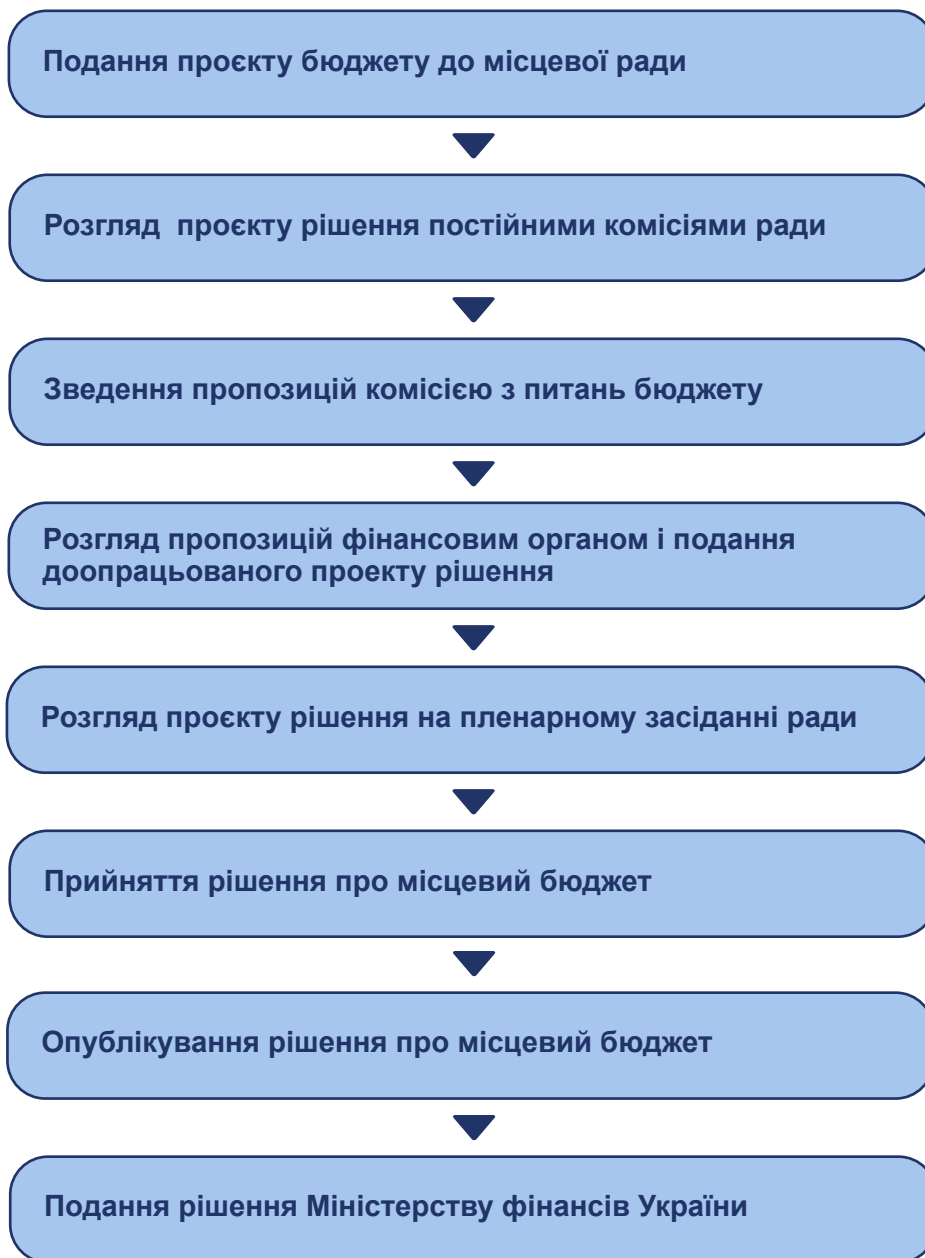 Подання проєкту бюджету до місцевої ради
Розгляд  проєкту рішення постійними комісіями ради
Зведення пропозицій комісією з питань бюджету
Розгляд пропозицій фінансовим органом і подання
доопрацьованого проекту рішення
Розгляд проєкту рішення на пленарному засіданні ради
Прийняття рішення про місцевий бюджет
Опублікування рішення про місцевий бюджет
Подання рішення Міністерству фінансів України